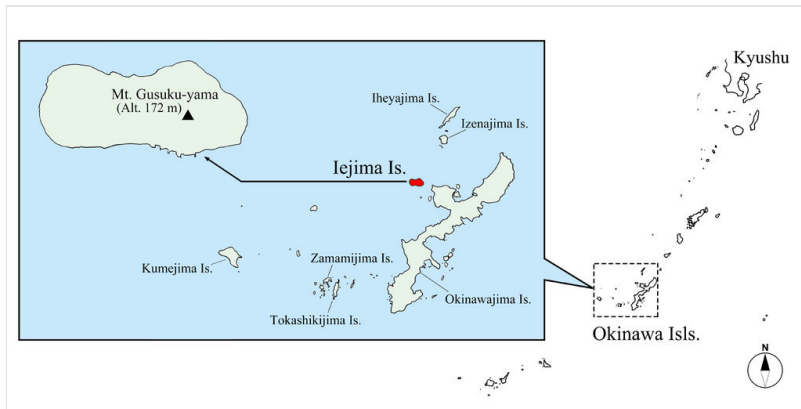 Kyushu
Mt. Gusuku-yama
(Alt. 172 m)
Iheyajima Is.
Izenajima Is.
Iejima Is.
Kumejima Is.
Zamamijima Is.
Tokashikijima Is.
Okinawajima Is.
Okinawa Isls.
N